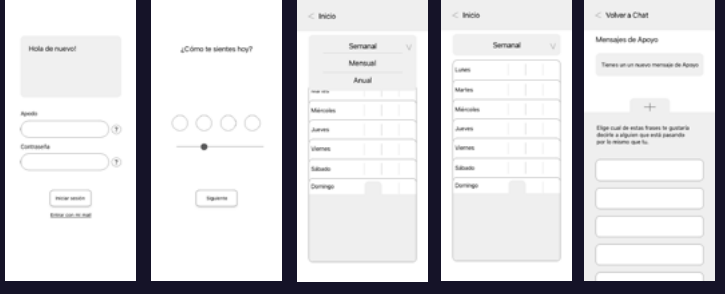 Hola de nuevo!
Apodo
?
Contraseña
?
Iniciar sesión
Entrar con mi mail
¿Cómo te sientes hoy?
Siguiente
< Inicio
Semanal
Mensual
Anual
Martes
Miércoles
Jueves
Viernes
Sábado
Domingo
< Inicio
Semanal
Lunes
Martes
Miércoles
Jueves
Viernes
Sábado
Domingo
< Volver a Chat
Mensajes de Apoyo
Tienes un un nuevo mensaje de Apoyo
+
Elige cual de estas frases te gustaría
decirle a alguien que está pasando
por lo mismo que tu.